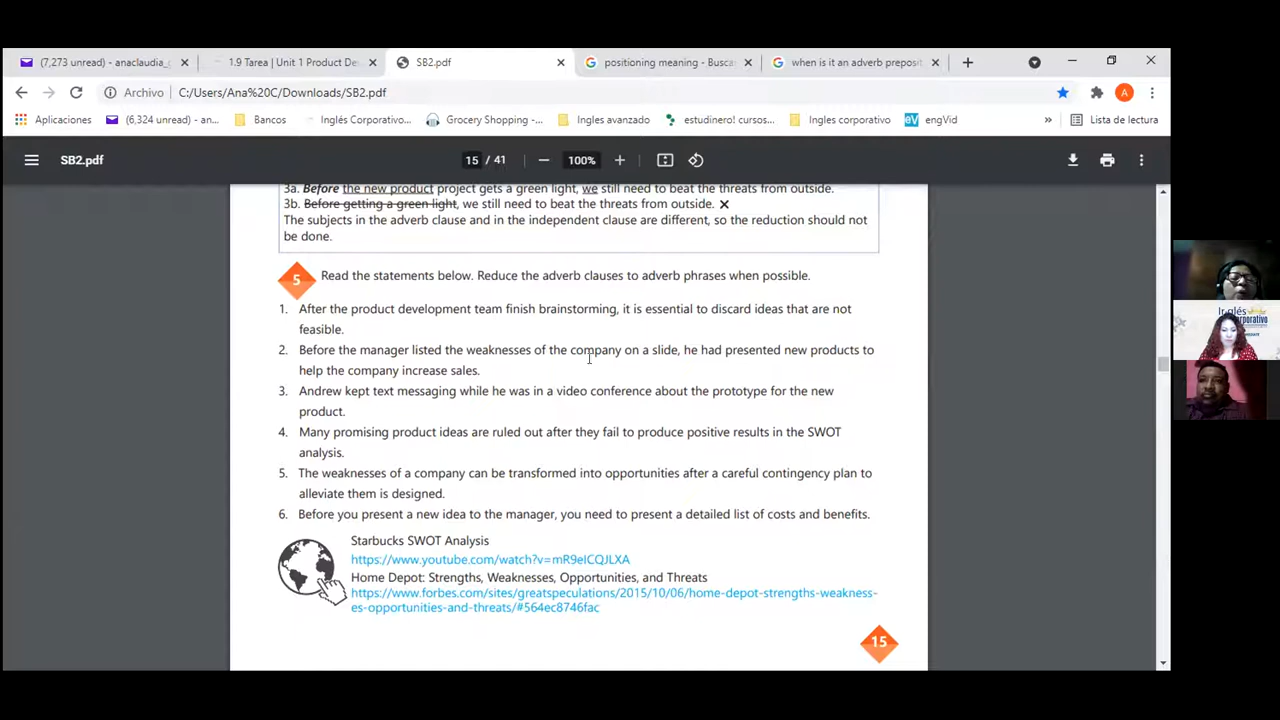 (7,273 unread) - anaclaudia_
1.9 Tarea | Unit 1 Product De
SB2.pdf
positioning meaning - Busca
when is it an adverb preposit
Archivo
C:/Users/Ana%20C/Downloads/SB2.pdf
A
Aplicaciones
(6,324 unread) - an...
Bancos
Inglés Corporativo...
Grocery Shopping -...
Ingles avanzado
estudinero! cursos...
Ingles corporativo
eV engVid
»
Lista de lectura
SB2.pdf
15 / 41
100%
3a. Before the new product project gets a green light, we still need to beat the threats from outside.
3b. Before getting a green light, we still need to beat the threats from outside. ✕
The subjects in the adverb clause and in the independent clause are different, so the reduction should not
be done.
5 Read the statements below. Reduce the adverb clauses to adverb phrases when possible.
1. After the product development team finish brainstorming, it is essential to discard ideas that are not
feasible.
2. Before the manager listed the weaknesses of the company on a slide, he had presented new products to
help the company increase sales.
3. Andrew kept text messaging while he was in a video conference about the prototype for the new
product.
4. Many promising product ideas are ruled out after they fail to produce positive results in the SWOT
analysis.
5. The weaknesses of a company can be transformed into opportunities after a careful contingency plan to
alleviate them is designed.
6. Before you present a new idea to the manager, you need to present a detailed list of costs and benefits.
Starbucks SWOT Analysis
https://www.youtube.com/watch?v=mR9eICQJLXA
Home Depot: Strengths, Weaknesses, Opportunities, and Threats
https://www.forbes.com/sites/greatspeculations/2015/10/06/home-depot-strengths-weakness-
es-opportunities-and-threats/#564ec8746fac
15
Inglés
Corporativo